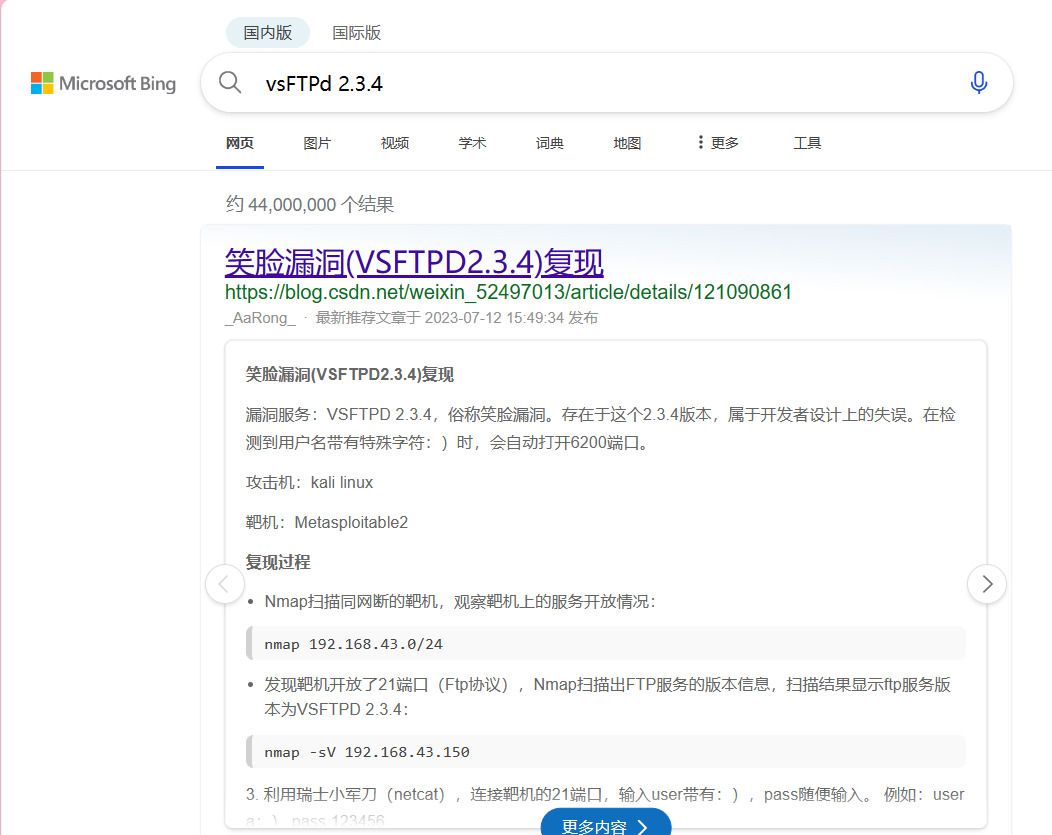 国内版 国际版
Microsoft Bing
vsFTPd 2.3.4
网页 图片 视频 学术 词典 地图 更多 工具
约 44,000,000 个结果
笑脸漏洞(VSFTPD2.3.4)复现
https://blog.csdn.net/weixin_52497013/article/details/121090861
_AaRong_ · 最新推荐文章于 2023-07-12 15:49:34 发布
笑脸漏洞(VSFTPD2.3.4)复现
漏洞服务：VSFTPD 2.3.4，俗称笑脸漏洞。存在于这个2.3.4版本，属于开发者设计上的失误。在检
测到用户名带有特殊字符：）时，会自动打开6200端口。
攻击机：kali linux
靶机：Metasploitable2
复现过程
• Nmap扫描同网断的靶机，观察靶机上的服务开放情况：
nmap 192.168.43.0/24
• 发现靶机开放了21端口（Ftp协议），Nmap扫描出FTP服务的版本信息，扫描结果显示ftp服务版
本为VSFTPD 2.3.4：
nmap -sV 192.168.43.150
3. 利用瑞士小军刀（netcat），连接靶机的21端口，输入user带有：），pass随便输入。 例如：user
a：）, pass 123456
更多内容